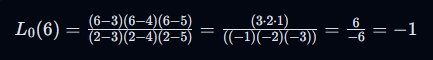 L₀(6) = (6−3)(6−4)(6−5)/(2−3)(2−4)(2−5) = (3·2·1)/((−1)(−2)(−3)) = 6/−6 = −1